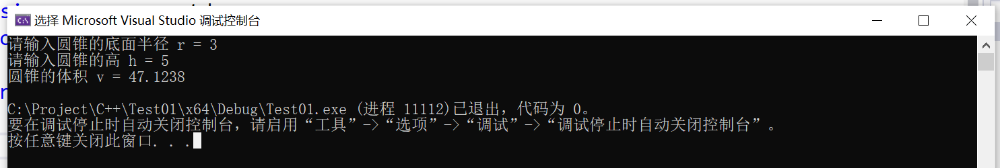 选择 Microsoft Visual Studio 调试控制台
请输入圆锥的底面半径 r = 3
请输入圆锥的高 h = 5
圆锥的体积 v = 47.1238
C:\Project\C++\Test01\x64\Debug\Test01.exe (进程 11112)已退出，代码为 0。
要在调试停止时自动关闭控制台，请启用“工具”->“选项”->“调试”->“调试停止时自动关闭控制台”。
按任意键关闭此窗口. . .